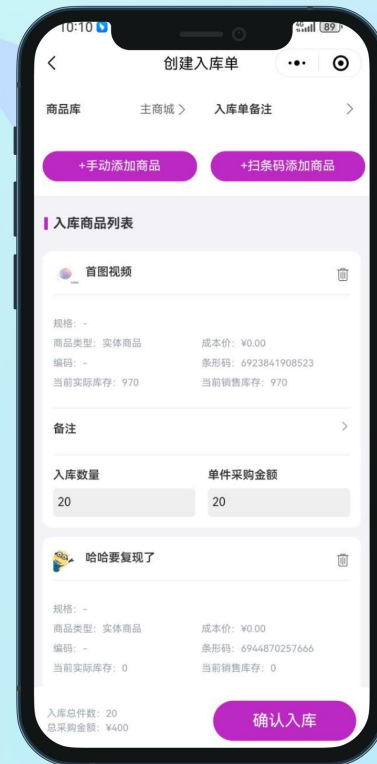 10:10 4G 89
创建入库单
商品库 主商城 入库单备注
+手动添加商品 +扫条码添加商品
入库商品列表
首图视频
规格: -
商品类型: 实体商品 成本价: ¥0.00
编码: - 条形码: 6923841908523
当前实际库存: 970 当前销售库存: 970
备注
入库数量 单件采购金额
20 20
哈哈要复现了
规格: -
商品类型: 实体商品 成本价: ¥0.00
编码: - 条形码: 6944870257666
当前实际库存: 0 当前销售库存: 0
入库总件数: 20
总采购金额: ¥400
确认入库